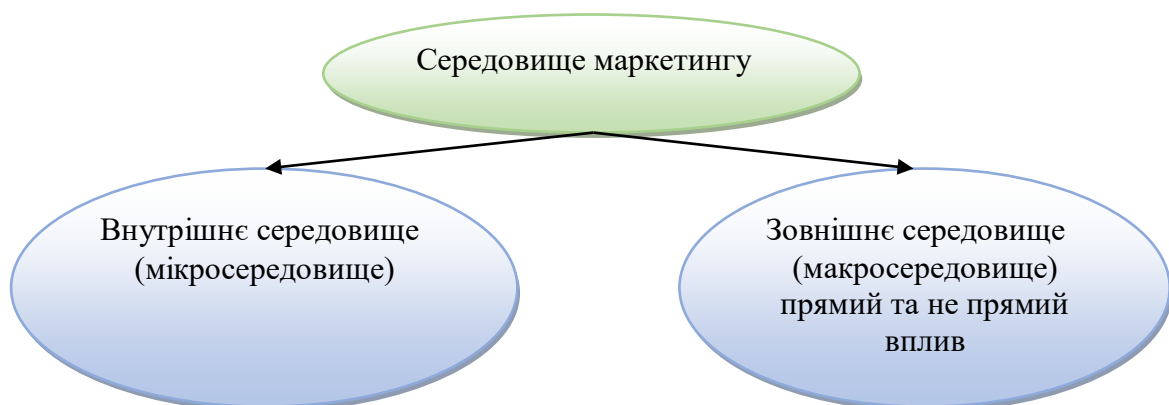 Середовище маркетингу
Внутрішнє середовище
(мікросередовище)
Зовнішнє середовище
(макросередовище)
прямий та не прямий
вплив